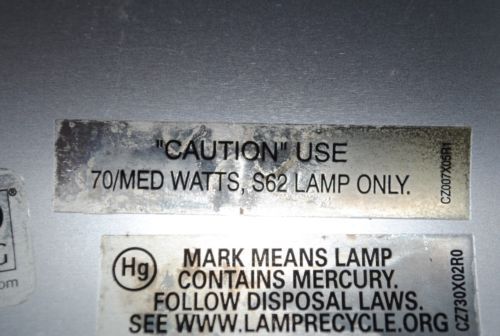 "CAUTION" USE
70/MED WATTS, S62 LAMP ONLY.
CZ007X05R1
®
G
com
Hg
MARK MEANS LAMP
CONTAINS MERCURY.
FOLLOW DISPOSAL LAWS.
SEE WWW.LAMPRECYCLE.ORG
CZ730X02R0